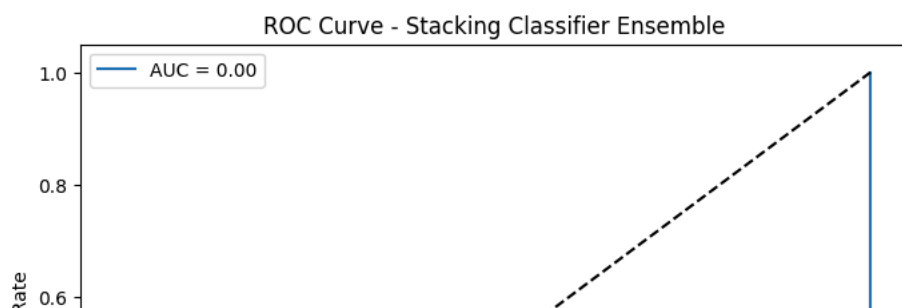 ROC Curve - Stacking Classifier Ensemble
AUC = 0.00
1.0
0.8
0.6
Rate